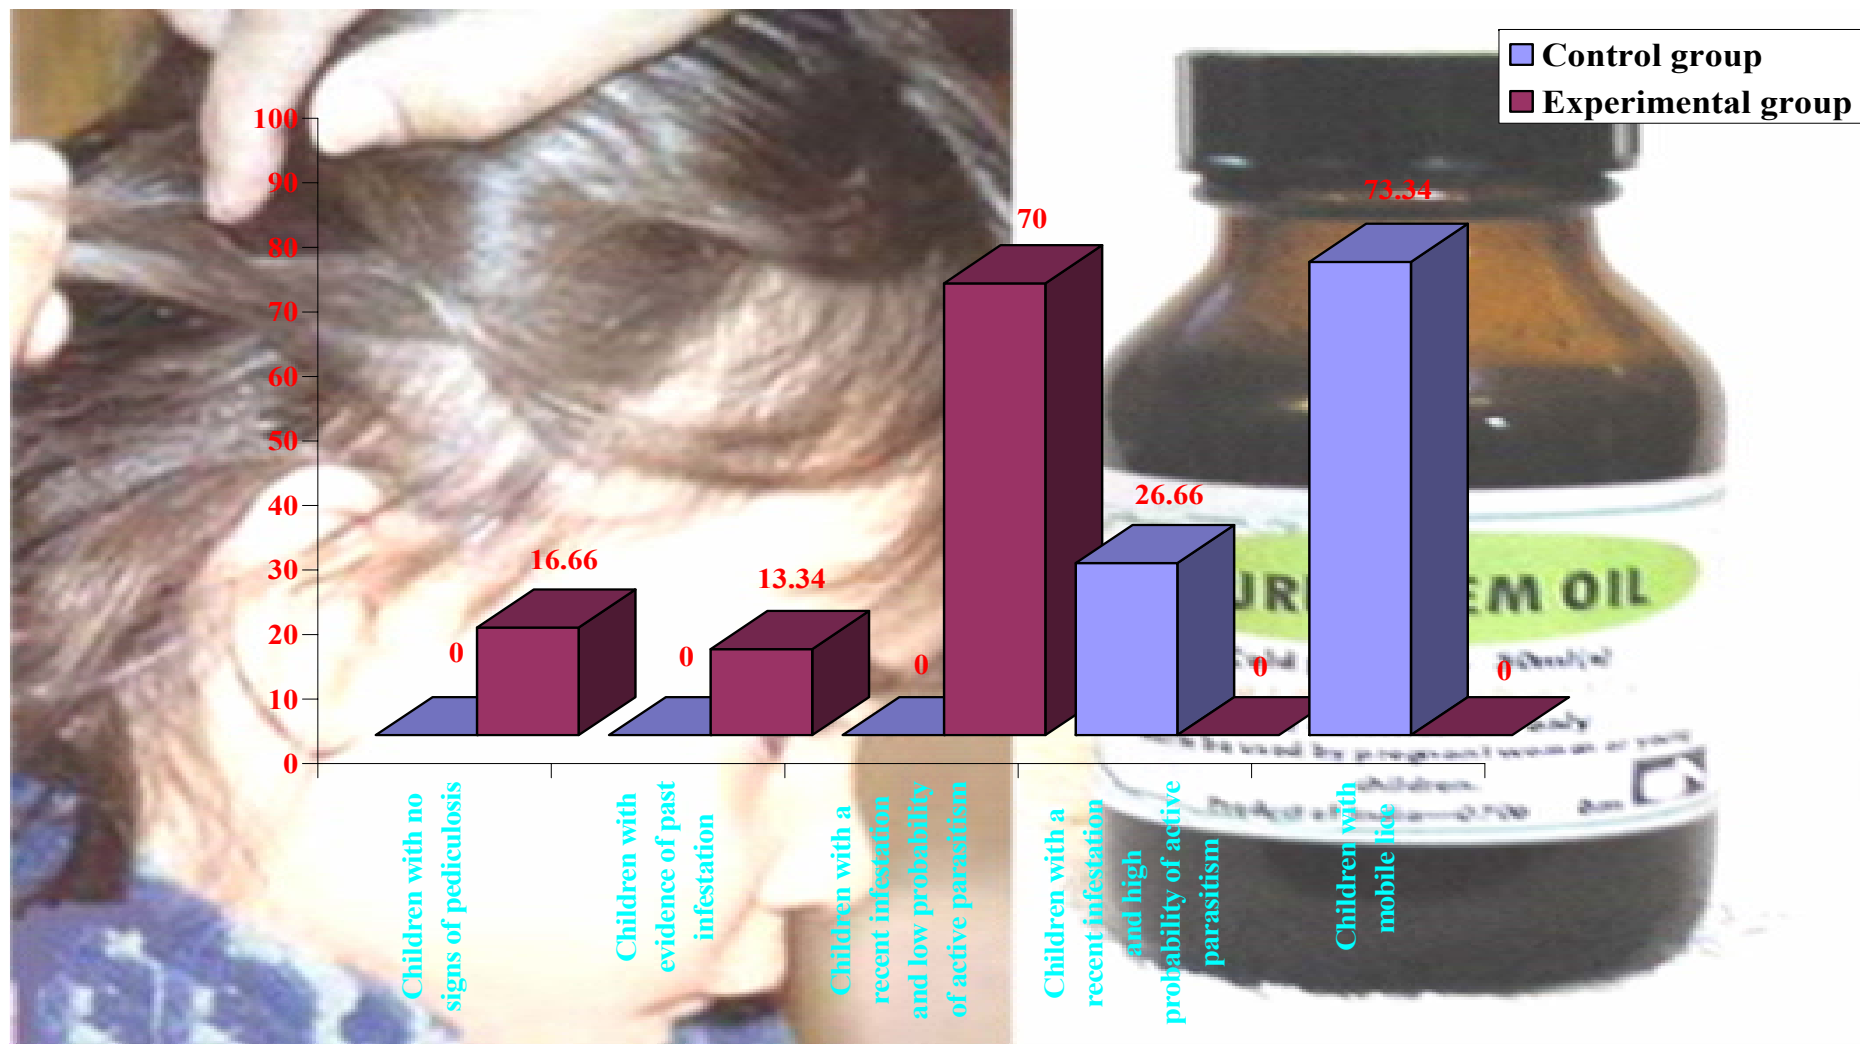 Control group
Experimental group
100
90
80
70
60
50
40
30
20
10
0
0
16.66
0
13.34
0
70
26.66
0
73.34
0
Children with no
signs of pediculosis
Children with
evidence of past
infestation
Children with a
recent infestation
and low probability
of active parasitism
Children with a
recent infestation
and high
probability of active
parasitism
Children with
mobile lice
EM OIL
children.